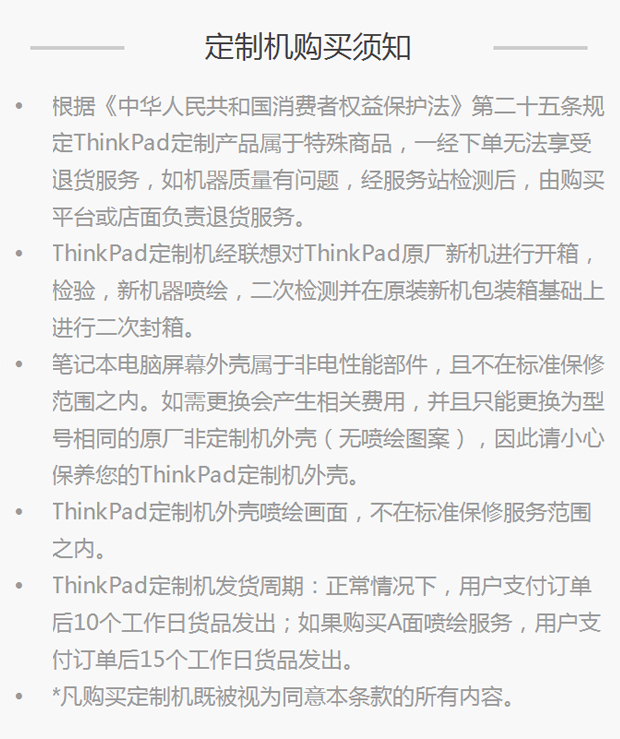 定制机购买须知
• 根据《中华人民共和国消费者权益保护法》第二十五条规
定ThinkPad定制产品属于特殊商品，一经下单无法享受
退货服务，如机器质量有问题，经服务站检测后，由购买
平台或店面负责退货服务。
• ThinkPad定制机经联想对ThinkPad原厂新机进行开箱，
检验，新机器喷绘，二次检测并在原装新机包装箱基础上
进行二次封箱。
• 笔记本电脑屏幕外壳属于非电性能部件，且不在标准保修
范围之内。如需更换会产生相关费用，并且只能更换为型
号相同的原厂非定制机外壳（无喷绘图案），因此请小心
保养您的ThinkPad定制机外壳。
• ThinkPad定制机外壳喷绘画面，不在标准保修服务范围
之内。
• ThinkPad定制机发货周期：正常情况下，用户支付订单
后10个工作日货品发出；如果购买A面喷绘服务，用户支
付订单后15个工作日货品发出。
• *凡购买定制机既被视为同意本条款的所有内容。